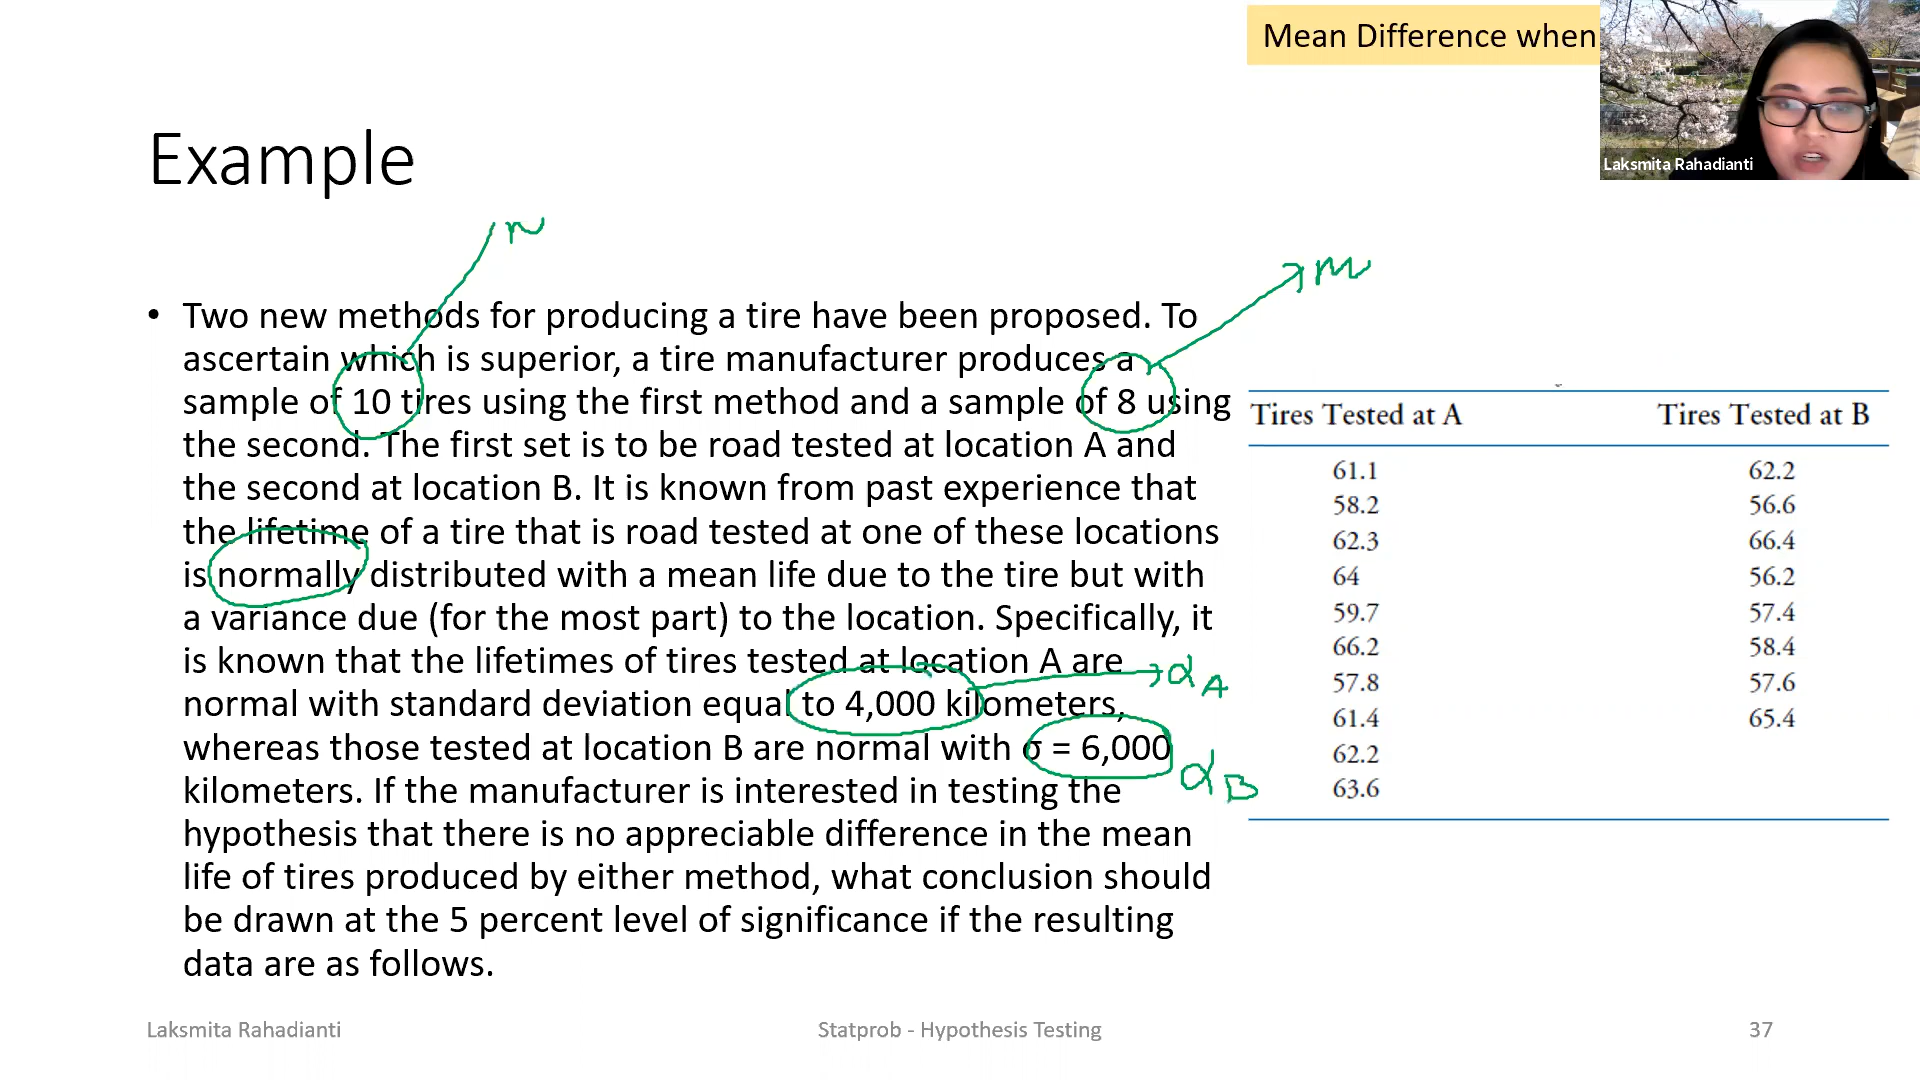 Mean Difference when
Laksmita Rahadianti
Example
n
m
• Two new methods for producing a tire have been proposed. To
ascertain which is superior, a tire manufacturer produces a
sample of 10 tires using the first method and a sample of 8 using
the second. The first set is to be road tested at location A and
the second at location B. It is known from past experience that
the lifetime of a tire that is road tested at one of these locations
is normally distributed with a mean life due to the tire but with
a variance due (for the most part) to the location. Specifically, it
is known that the lifetimes of tires tested at location A are
normal with standard deviation equal to 4,000 kilometers,
whereas those tested at location B are normal with σ = 6,000
kilometers. If the manufacturer is interested in testing the
hypothesis that there is no appreciable difference in the mean
life of tires produced by either method, what conclusion should
be drawn at the 5 percent level of significance if the resulting
data are as follows.
α A
α B
Tires Tested at A Tires Tested at B
61.1 62.2
58.2 56.6
62.3 66.4
64 56.2
59.7 57.4
66.2 58.4
57.8 57.6
61.4 65.4
62.2
63.6
Laksmita Rahadianti Statprob - Hypothesis Testing 37